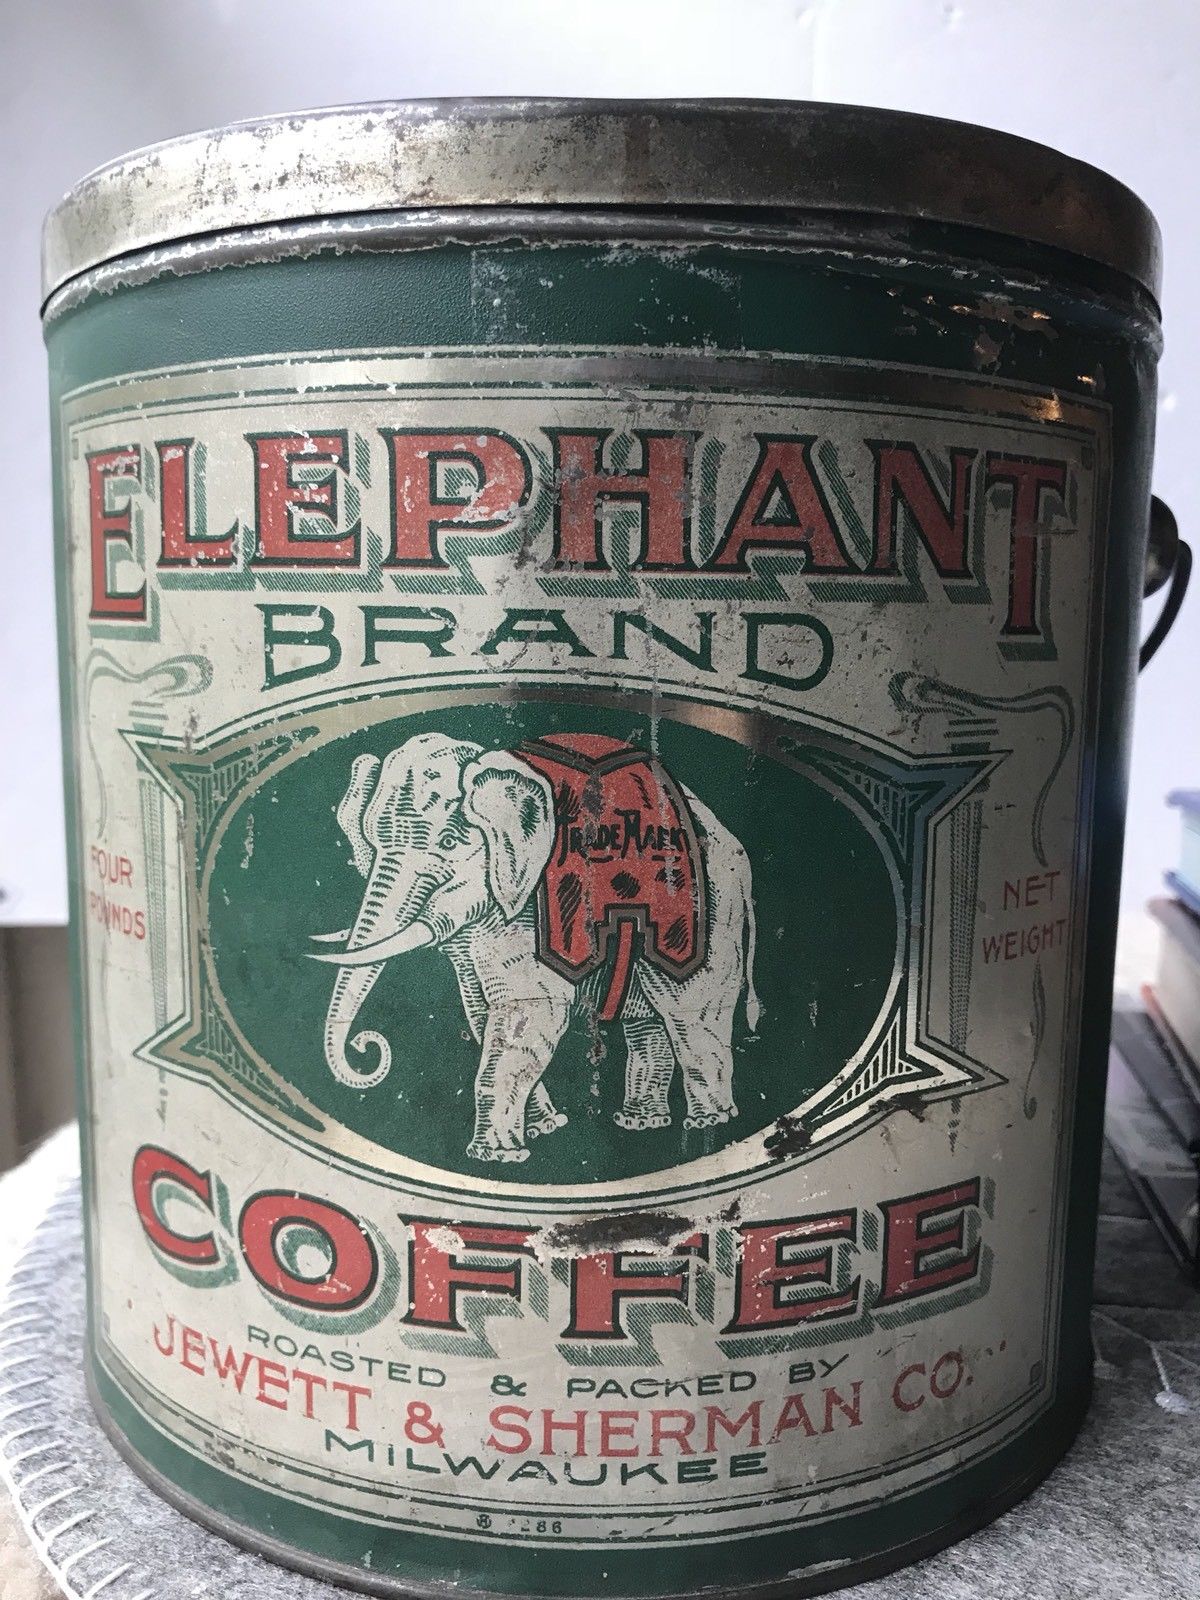 ELEPHANT
BRAND
TRADE MARK
FOUR
POUNDS
NET
WEIGHT
COFFEE
ROASTED & PACKED BY
JEWETT & SHERMAN CO.
MILWAUKEE